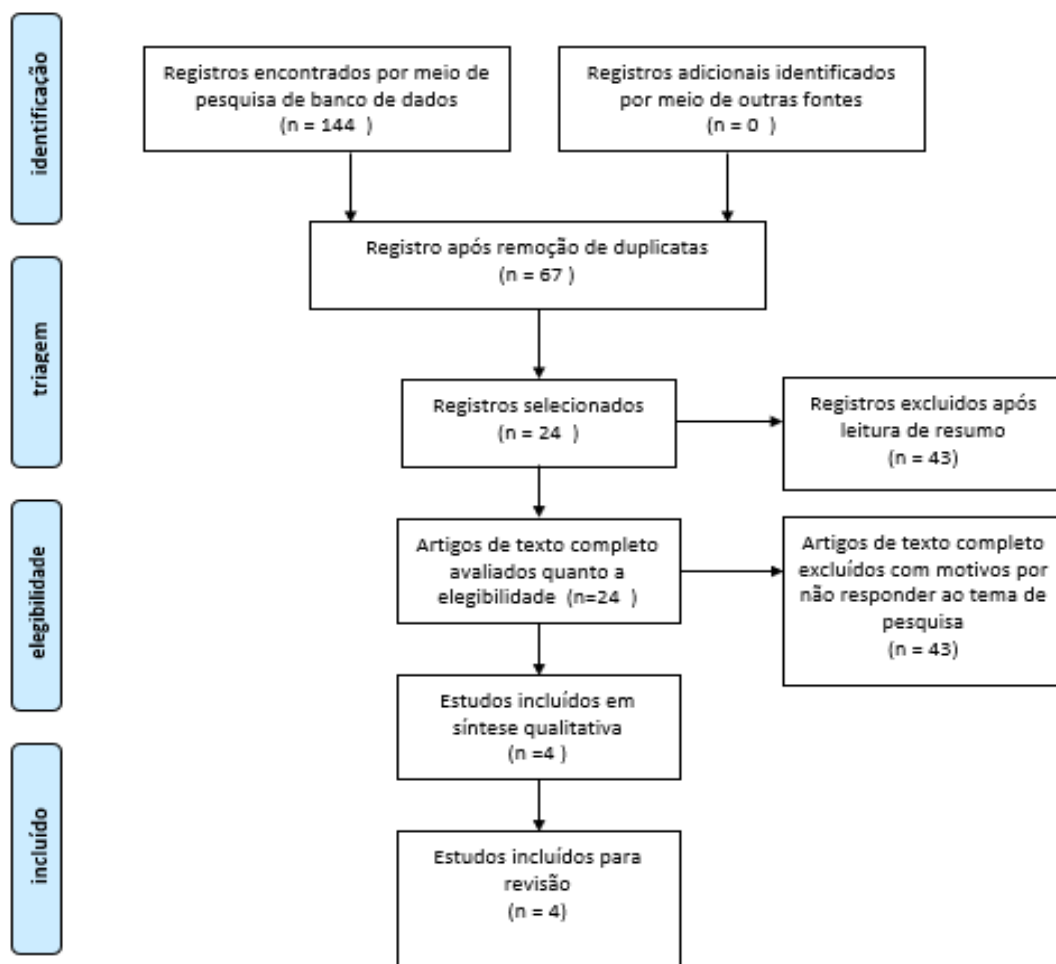 identificação
Registros encontrados por meio de
pesquisa de banco de dados
(n = 144 )
Registros adicionais identificados
por meio de outras fontes
(n = 0 )
Registro após remoção de duplicatas
(n = 67 )
triagem
Registros selecionados
(n = 24 )
Registros excluidos após
leitura de resumo
(n = 43)
elegibilidade
Artigos de texto completo
avaliados quanto a
elegibilidade (n=24 )
Artigos de texto completo
excluídos com motivos por
não responder ao tema de
pesquisa
(n = 43)
Estudos incluídos em
síntese qualitativa
(n =4 )
incluído
Estudos incluídos para
revisão
(n = 4)